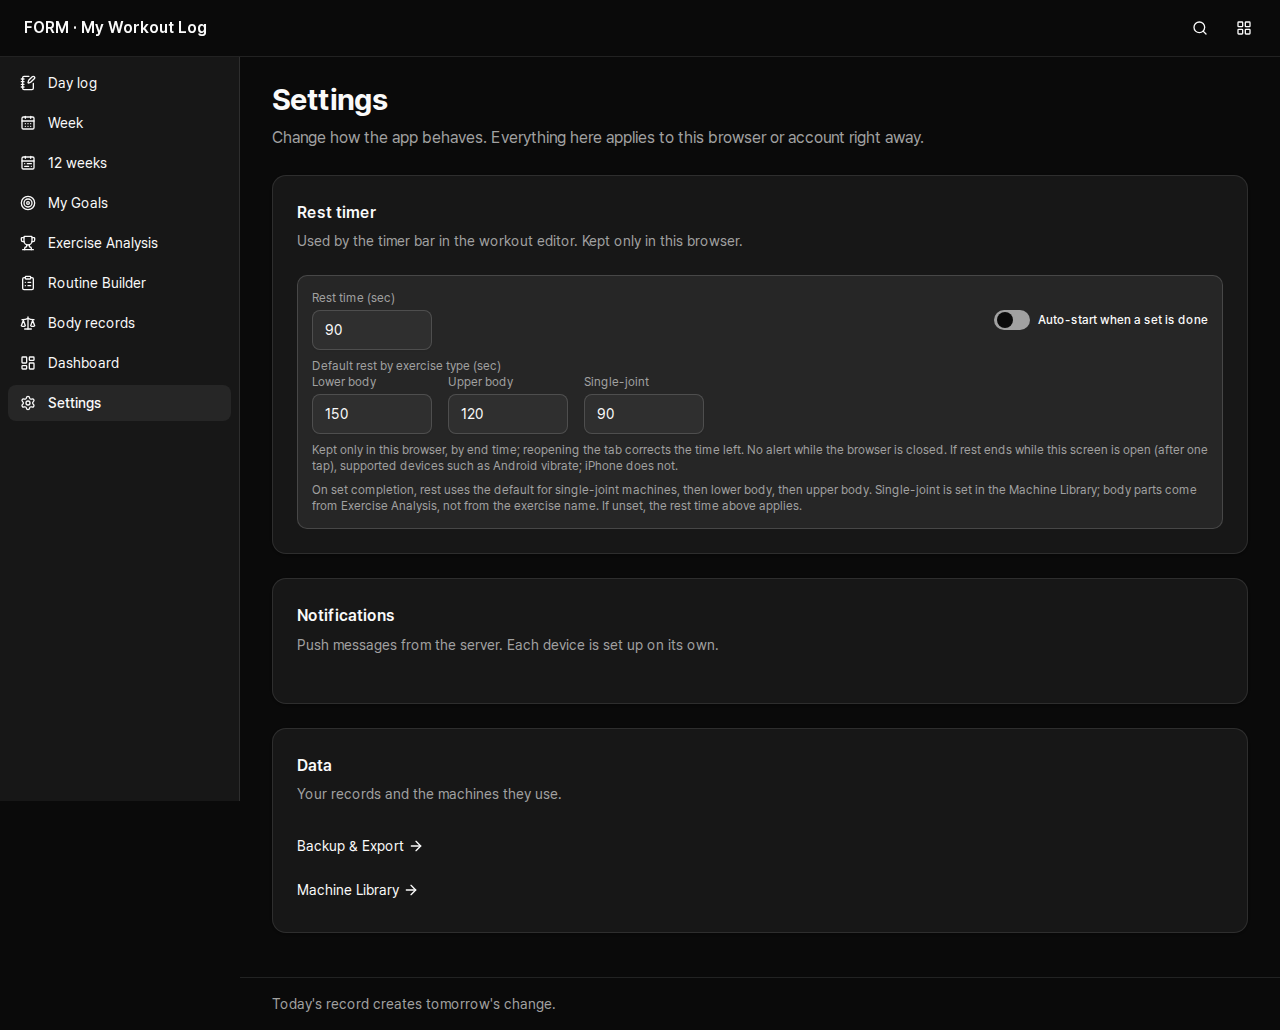 FORM · My Workout Log
Day log
Week
12 weeks
My Goals
Exercise Analysis
Routine Builder
Body records
Dashboard
Settings
Settings
Change how the app behaves. Everything here applies to this browser or account right away.
Rest timer
Used by the timer bar in the workout editor. Kept only in this browser.
Rest time (sec)
90
Auto-start when a set is done
Default rest by exercise type (sec)
Lower body
Upper body
Single-joint
150
120
90
Kept only in this browser, by end time; reopening the tab corrects the time left. No alert while the browser is closed. If rest ends while this screen is open (after one
tap), supported devices such as Android vibrate; iPhone does not.
On set completion, rest uses the default for single-joint machines, then lower body, then upper body. Single-joint is set in the Machine Library; body parts come
from Exercise Analysis, not from the exercise name. If unset, the rest time above applies.
Notifications
Push messages from the server. Each device is set up on its own.
Data
Your records and the machines they use.
Backup & Export →
Machine Library →
Today's record creates tomorrow's change.